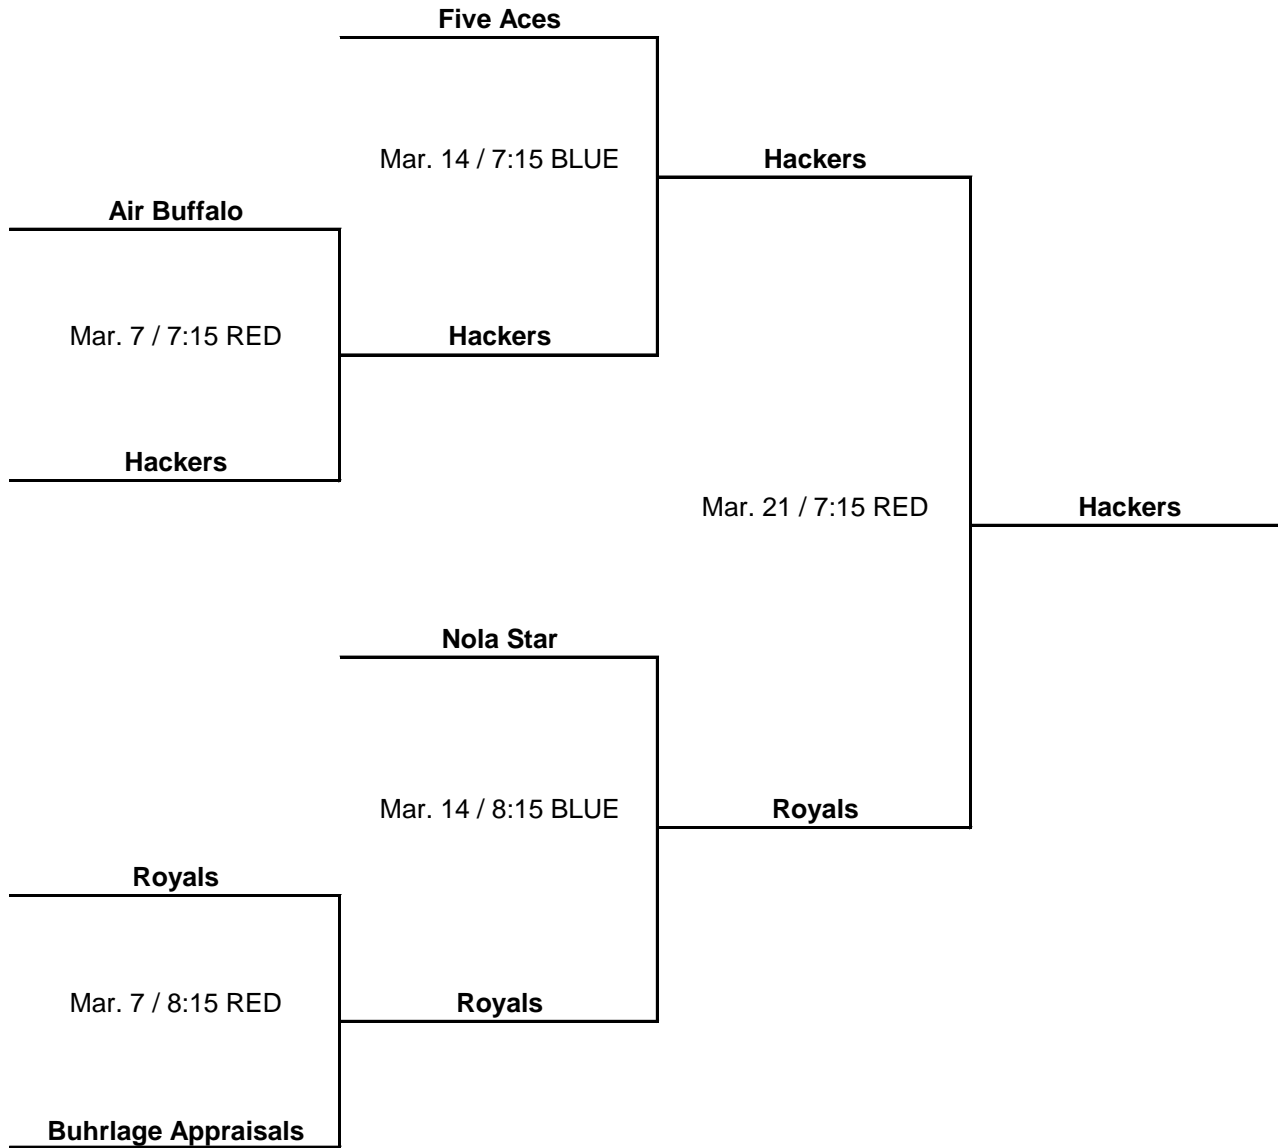 Five Aces
Mar. 14 / 7:15 BLUE
Hackers
Air Buffalo
Mar. 7 / 7:15 RED
Hackers
Hackers
Mar. 21 / 7:15 RED
Hackers
Nola Star
Mar. 14 / 8:15 BLUE
Royals
Royals
Mar. 7 / 8:15 RED
Royals
Buhrlage Appraisals